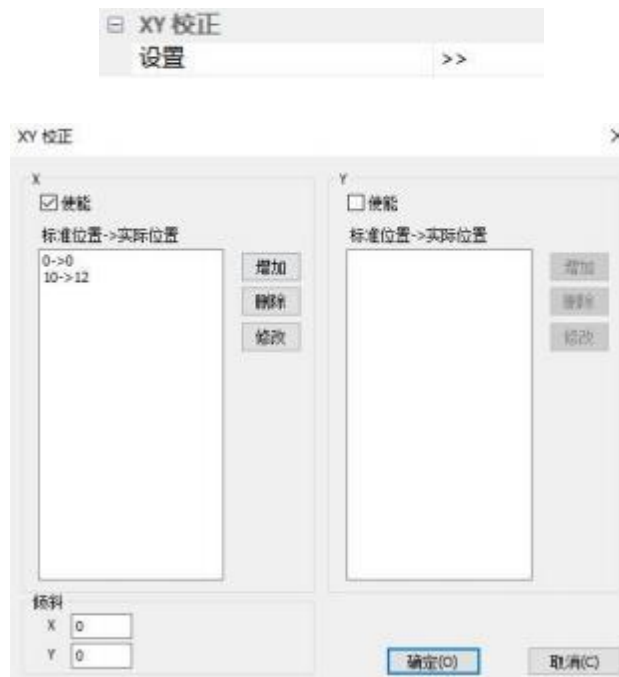 XY 校正
设置 >>
XY 校正
X
使能
标准位置->实际位置
0->0
10->12
增加
删除
修改
Y
使能
标准位置->实际位置
增加
删除
修改
倾斜
X 0
Y 0
确定(O)
取消(C)